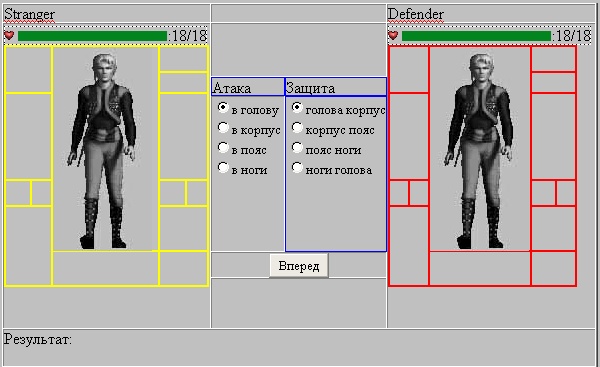 Stranger
:18/18
Defender
:18/18
Атака
в голову
в корпус
в пояс
в ноги
Защита
голова корпус
корпус пояс
пояс ноги
ноги голова
Вперед
Результат: